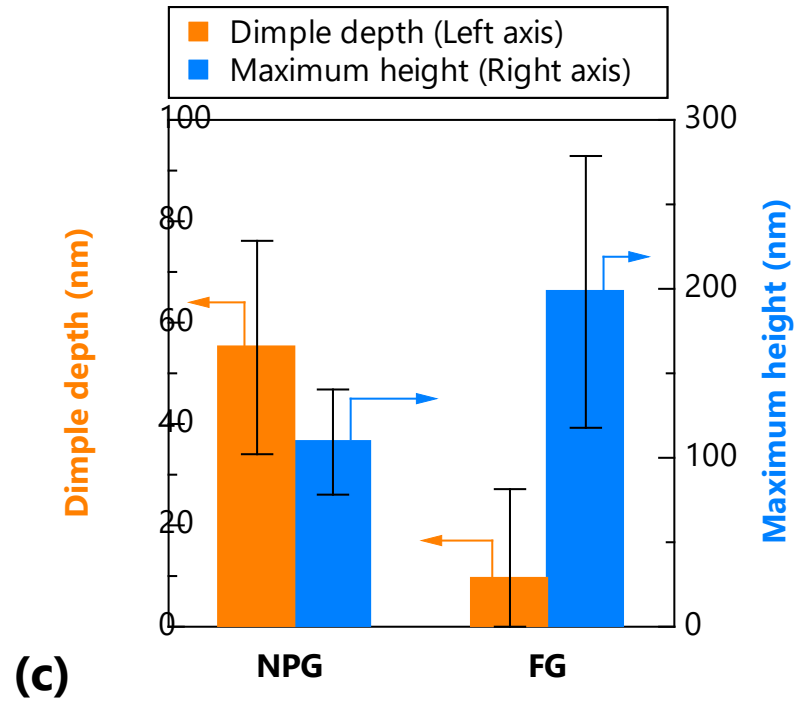 Dimple depth (Left axis)
Maximum height (Right axis)
100
80
60
40
20
0
Dimple depth (nm)
300
200
100
0
Maximum height (nm)
NPG
FG
(c)